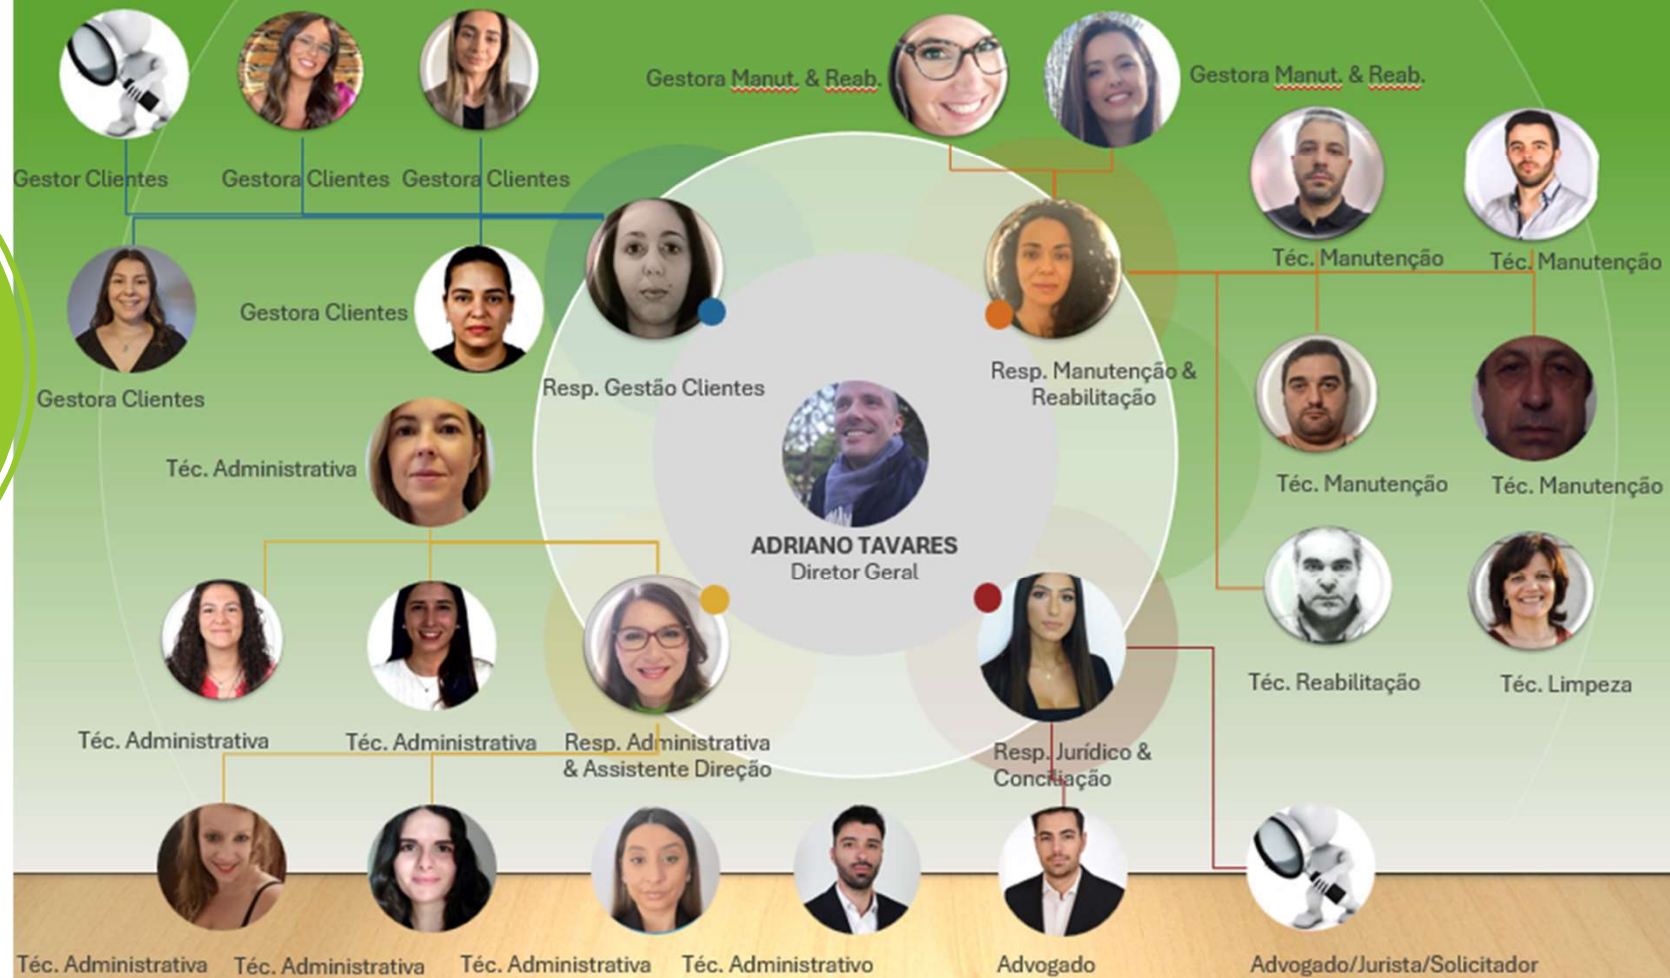 Gestora Manut. & Reab.
Gestora Manut. & Reab.
Gestor Clientes
Gestora Clientes
Gestora Clientes
Téc. Manutenção
Téc. Manutenção
Gestora Clientes
Gestora Clientes
Resp. Gestão Clientes
Resp. Manutenção &
Reabilitação
Téc. Administrativa
Téc. Manutenção
Téc. Manutenção
ADRIANO TAVARES
Diretor Geral
Téc. Reabilitação
Téc. Limpeza
Téc. Administrativa
Téc. Administrativa
Resp. Administrativa
& Assistente Direção
Resp. Jurídico &
Conciliação
Téc. Administrativa
Téc. Administrativa
Téc. Administrativa
Téc. Administrativo
Advogado
Advogado/Jurista/Solicitador